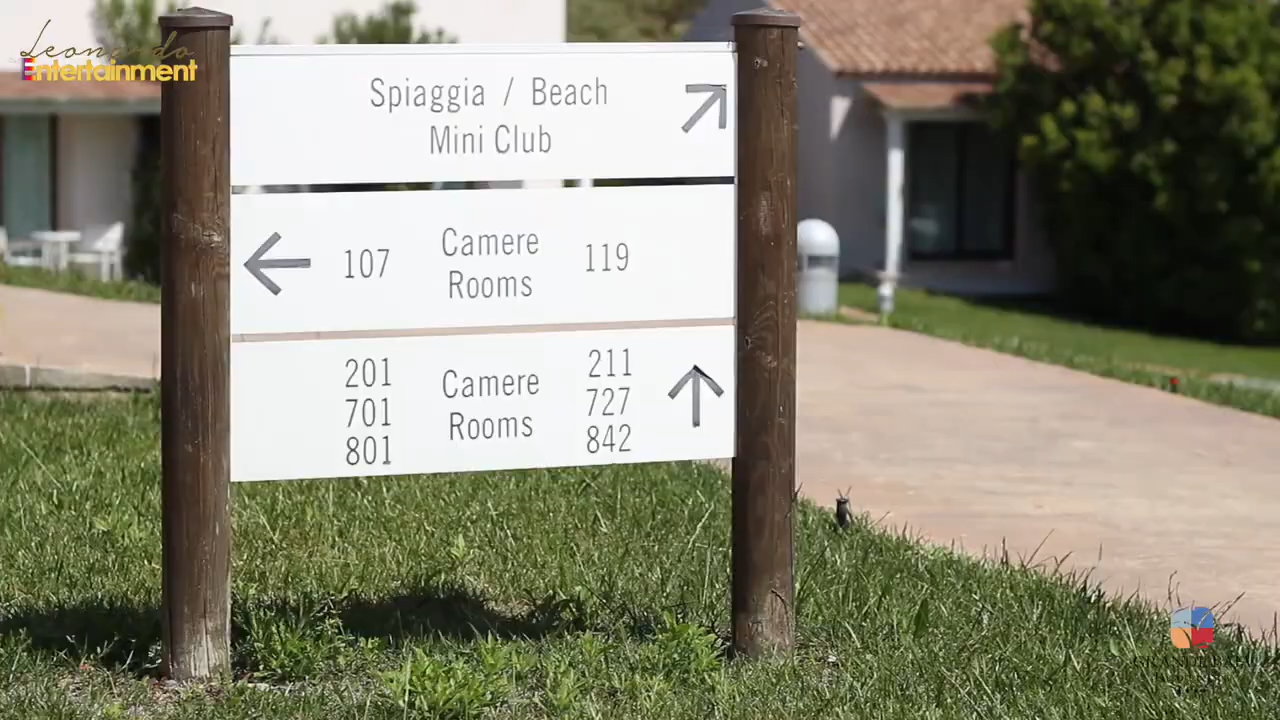 Leonardo
Entertainment
Spiaggia / Beach
Mini Club
107 Camere 119
Rooms
201 Camere 211
701 Rooms 727
801 842